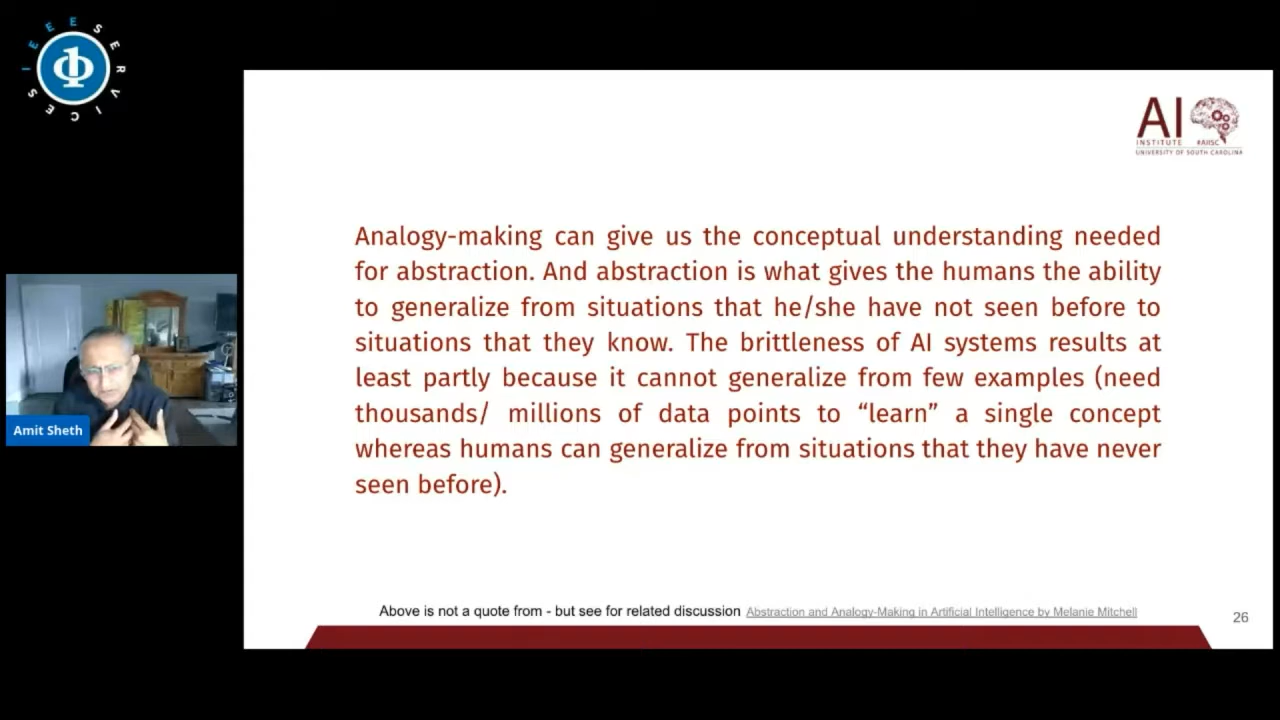 IEEE SERVICES
AI
INSTITUTE #AIISC
UNIVERSITY OF SOUTH CAROLINA
Analogy-making can give us the conceptual understanding needed
for abstraction. And abstraction is what gives the humans the ability
to generalize from situations that he/she have not seen before to
situations that they know. The brittleness of AI systems results at
least partly because it cannot generalize from few examples (need
thousands/ millions of data points to “learn” a single concept
whereas humans can generalize from situations that they have never
seen before).
Amit Sheth
Above is not a quote from - but see for related discussion Abstraction and Analogy-Making in Artificial Intelligence by Melanie Mitchell
26